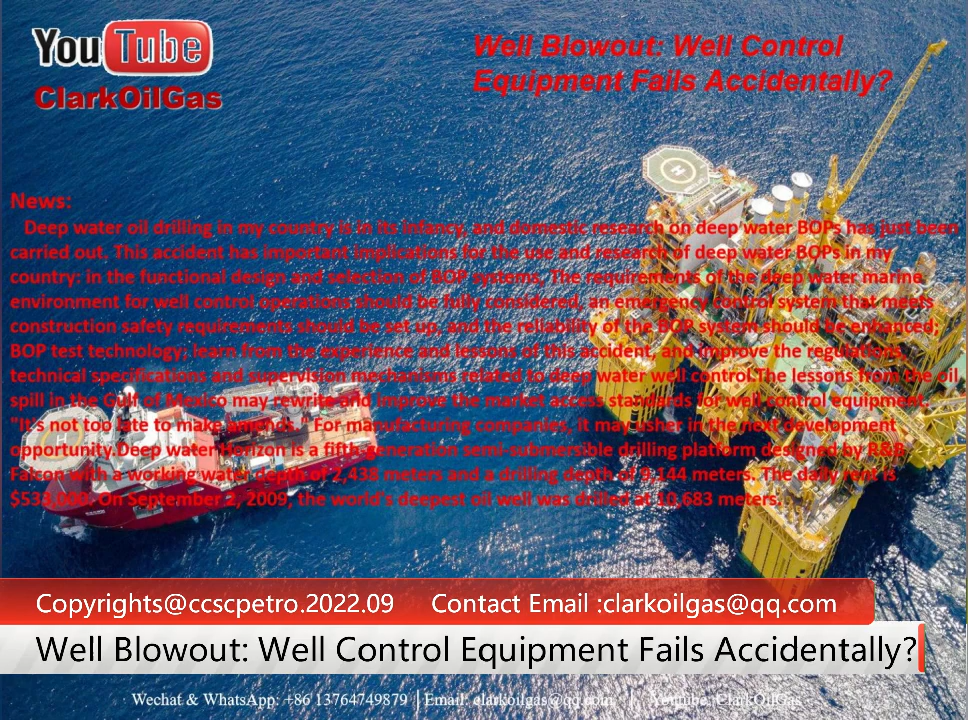 YouTube
ClarkOilGas
Well Blowout: Well Control
Equipment Fails Accidentally?
News:
Deep water oil drilling in my country is in its infancy, and domestic research on deep water BOPs has just been
carried out. This accident has important implications for the use and research of deep water BOPs in my
country: in the functional design and selection of BOP systems, The requirements of the deep water marine
environment for well control operations should be fully considered, an emergency control system that meets
construction safety requirements should be set up, and the reliability of the BOP system should be enhanced;
BOP test technology; learn from the experience and lessons of this accident, and improve the regulations,
technical specifications and supervision mechanisms related to deep water well control.The lessons from the oil
spill in the Gulf of Mexico may rewrite and improve the market access standards for well control equipment.
"It's not too late to make amends." For manufacturing companies, it may usher in the next development
opportunity.Deep water Horizon is a fifth-generation semi-submersible drilling platform designed by R&B
Falcon with a working water depth of 2,438 meters and a drilling depth of 9,144 meters. The daily rent is
$533,000. On September 2, 2009, the world's deepest oil well was drilled at 10,683 meters.
Copyrights@ccscpetro.2022.09 Contact Email :clarkoilgas@qq.com
Well Blowout: Well Control Equipment Fails Accidentally?
Wechat & WhatsApp: +86 13764749879 | Email: clarkoilgas@qq.com | Youtube: ClarkOilGas